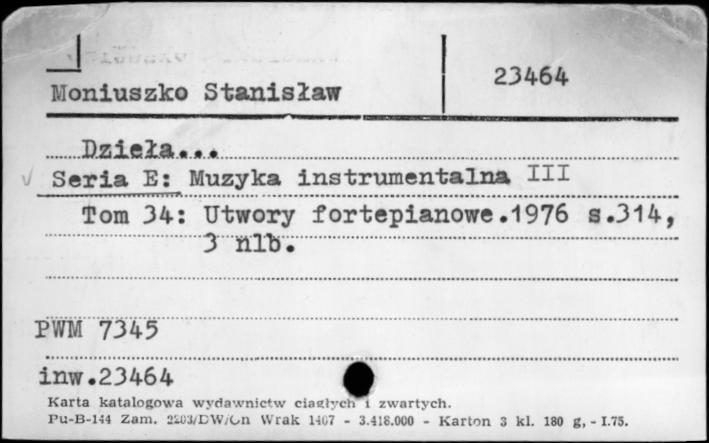 Moniuszko Stanisław 23464
Dzieła...
Seria E: Muzyka instrumentalna III
Tom 34: Utwory fortepianowe.1976 s.314,
3 nlb.
PWM 7345
inw.23464
Karta katalogowa wydawnictw ciągłych i zwartych.
Pu-B-144 Zam. 2203/DW/Gn Wrak 1467 - 3.418.000 - Karton 3 kl. 180 g, - I.75.